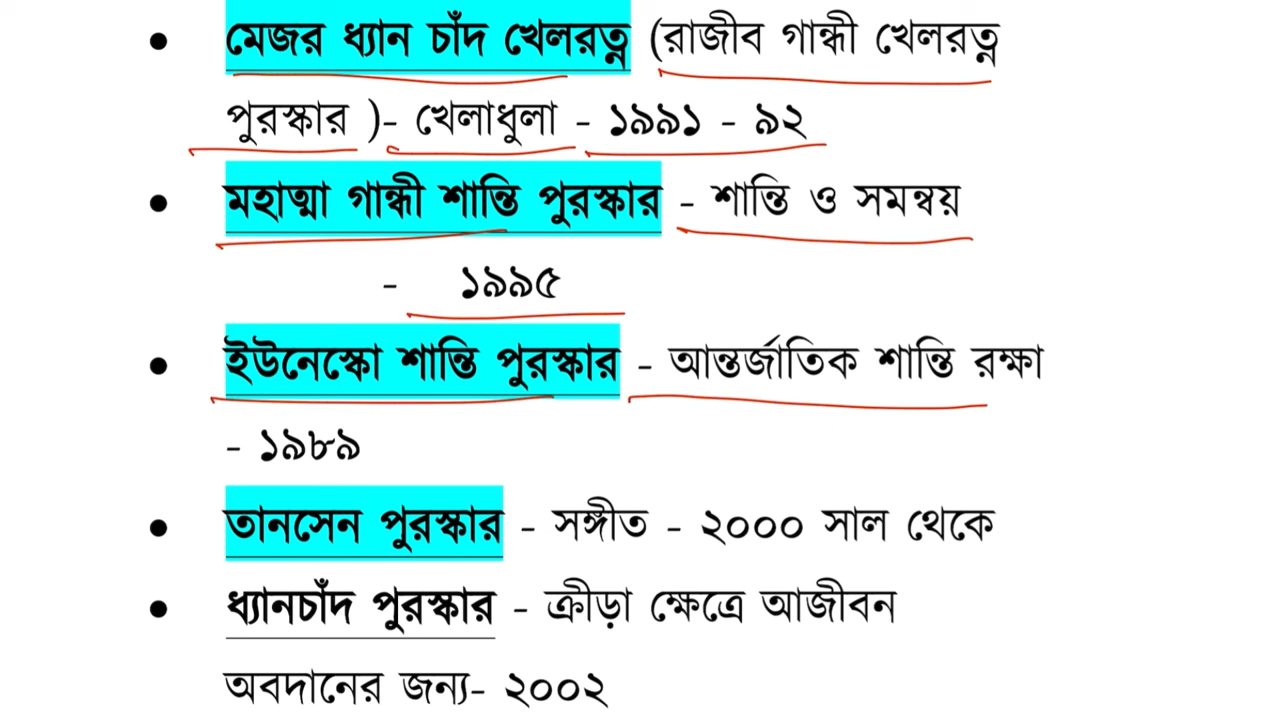 • মেজর ধ্যান চাঁদ খেলরত্ন (রাজীব গান্ধী খেলরত্ন
পুরস্কার )- খেলাধুলা - ১৯৯১ - ৯২
• মহাত্মা গান্ধী শান্তি পুরস্কার - শান্তি ও সমন্বয়
- ১৯৯৫
• ইউনেস্কো শান্তি পুরস্কার - আন্তর্জাতিক শান্তি রক্ষা
- ১৯৮৯
• তানসেন পুরস্কার - সঙ্গীত - ২০০০ সাল থেকে
• ধ্যানচাঁদ পুরস্কার - ক্রীড়া ক্ষেত্রে আজীবন
অবদানের জন্য- ২০০২